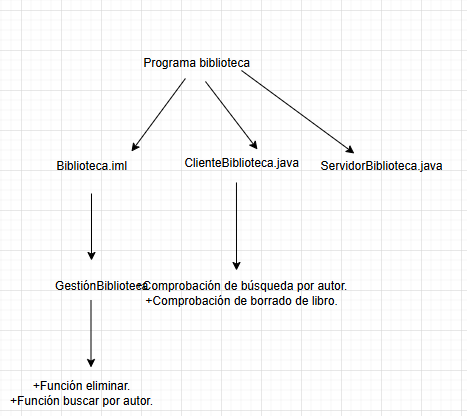 Programa biblioteca
Biblioteca.iml
ClienteBiblioteca.java
ServidorBiblioteca.java
GestiónBiblioteca
+Comprobación de búsqueda por autor.
+Comprobación de borrado de libro.
+Función eliminar.
+Función buscar por autor.